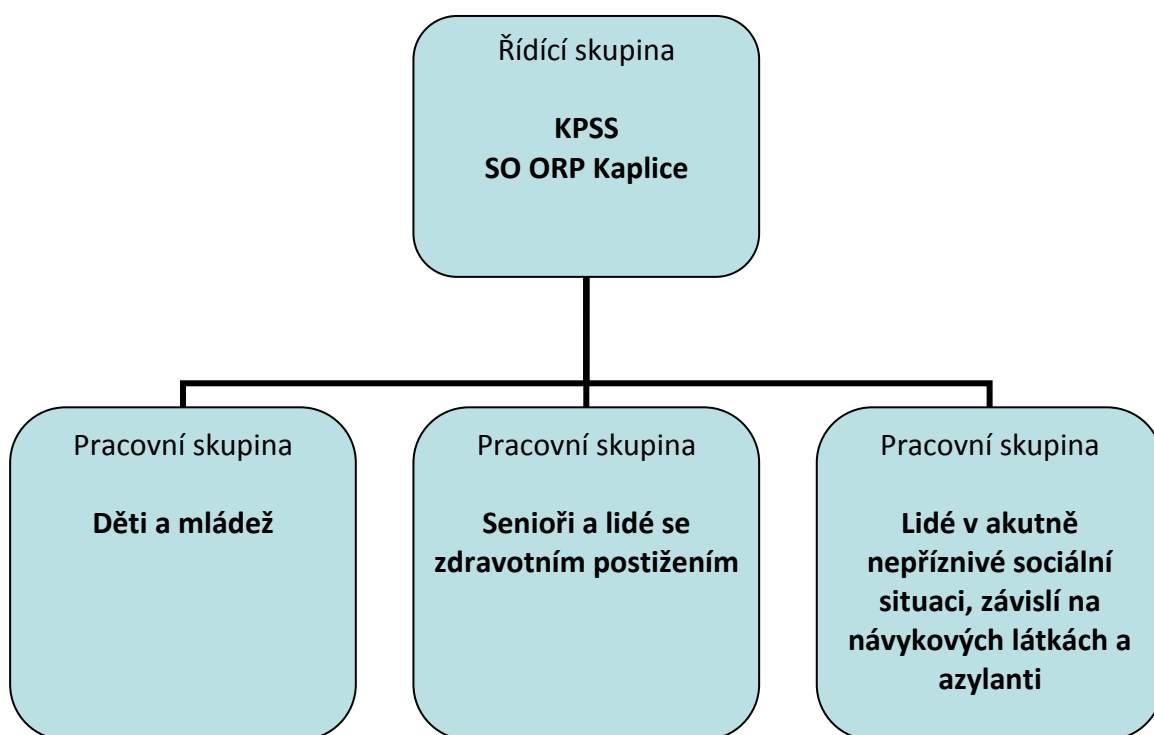 Řídící skupina
KPSS
SO ORP Kaplice
Pracovní skupina
Děti a mládež
Pracovní skupina
Senioři a lidé se
zdravotním postižením
Pracovní skupina
Lidé v akutně
nepříznivé sociální
situaci, závislí na
návykových látkách a
azylanti